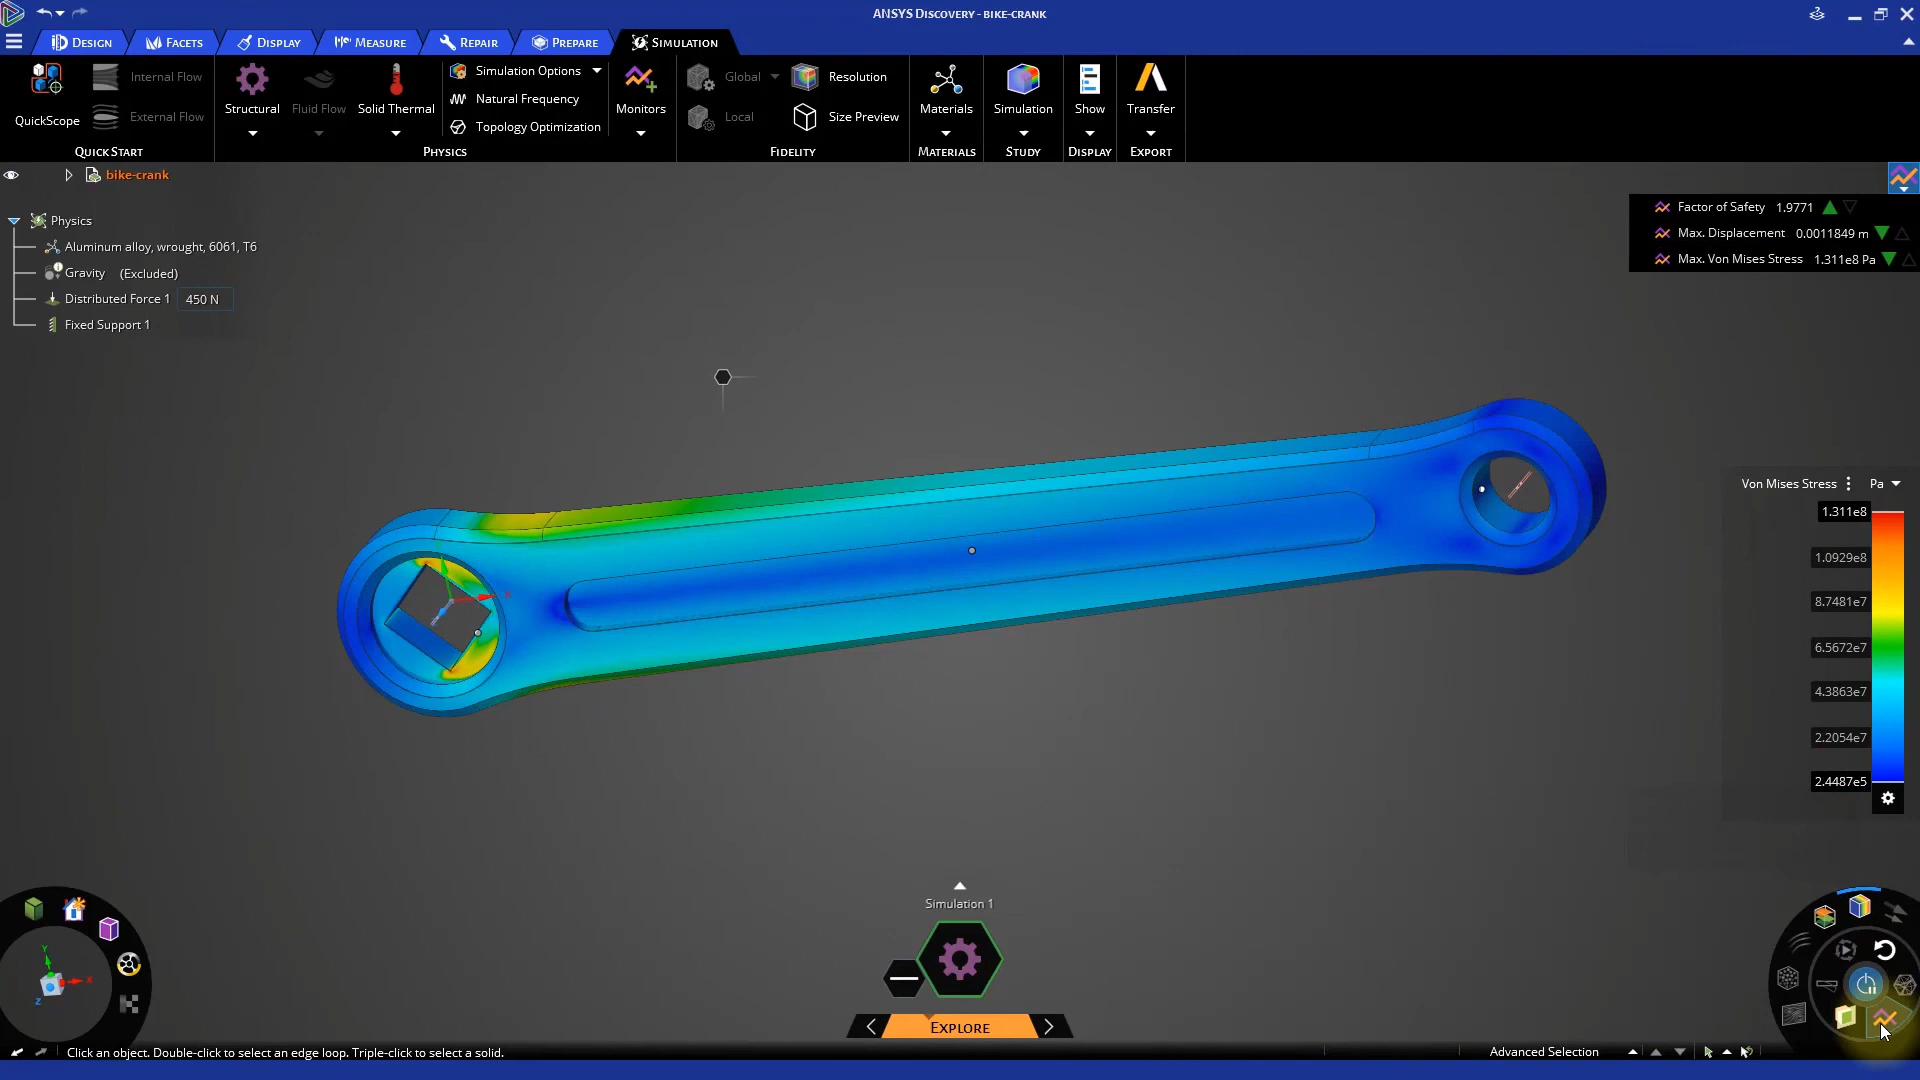 ANSYS Discovery - bike-crank
Design
Facets
Display
Measure
Repair
Prepare
Simulation
QuickScope
Internal Flow
External Flow
Quick Start
Structural
Fluid Flow
Solid Thermal
Simulation Options
Natural Frequency
Topology Optimization
Physics
Monitors
Global
Local
Resolution
Size Preview
Fidelity
Materials
Materials
Simulation
Study
Show
Display
Transfer
Export
bike-crank
Physics
Aluminum alloy, wrought, 6061, T6
Gravity (Excluded)
Distributed Force 1 450 N
Fixed Support 1
Factor of Safety 1.9771
Max. Displacement 0.0011849 m
Max. Von Mises Stress 1.311e8 Pa
Von Mises Stress Pa
1.311e8
1.0929e8
8.7481e7
6.5672e7
4.3863e7
2.2054e7
2.4487e5
X
Y
X
Z
Simulation 1
Explore
Click an object. Double-click to select an edge loop. Triple-click to select a solid.
Advanced Selection